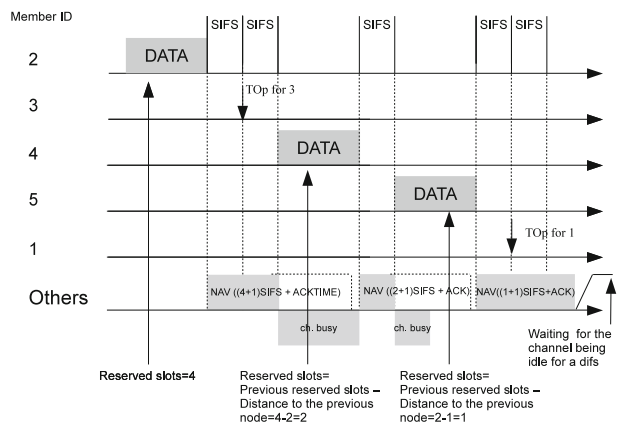 Member ID
SIFS SIFS SIFS SIFS SIFS
2 DATA
3 TOp for 3
4 DATA
5 DATA
1 TOp for 1
Others NAV ((4+1)SIFS + ACKTIME) NAV ((2+1)SIFS + ACK) NAV((1+1)SIFS+ACK)
ch. busy ch. busy
Waiting for the
channel being
idle for a difs
Reserved slots=4
Reserved slots=
Previous reserved slots –
Distance to the previous
node=4-2=2
Reserved slots=
Previous reserved slots –
Distance to the previous
node=2-1=1